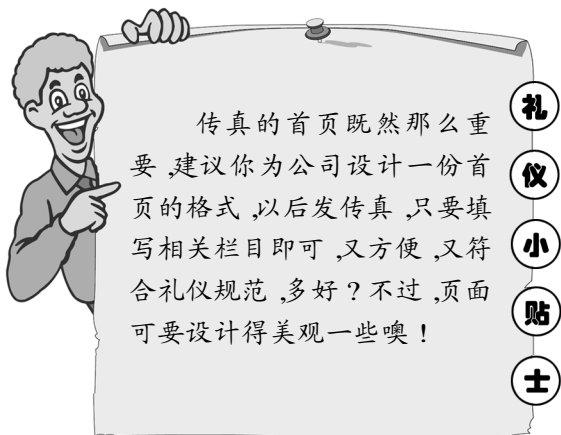 传真的首页既然那么重
要,建议你为公司设计一份首
页的格式,以后发传真,只要填
写相关栏目即可,又方便,又符
合礼仪规范,多好?不过,页面
可要设计得美观一些噢!
礼
仪
小
贴
士